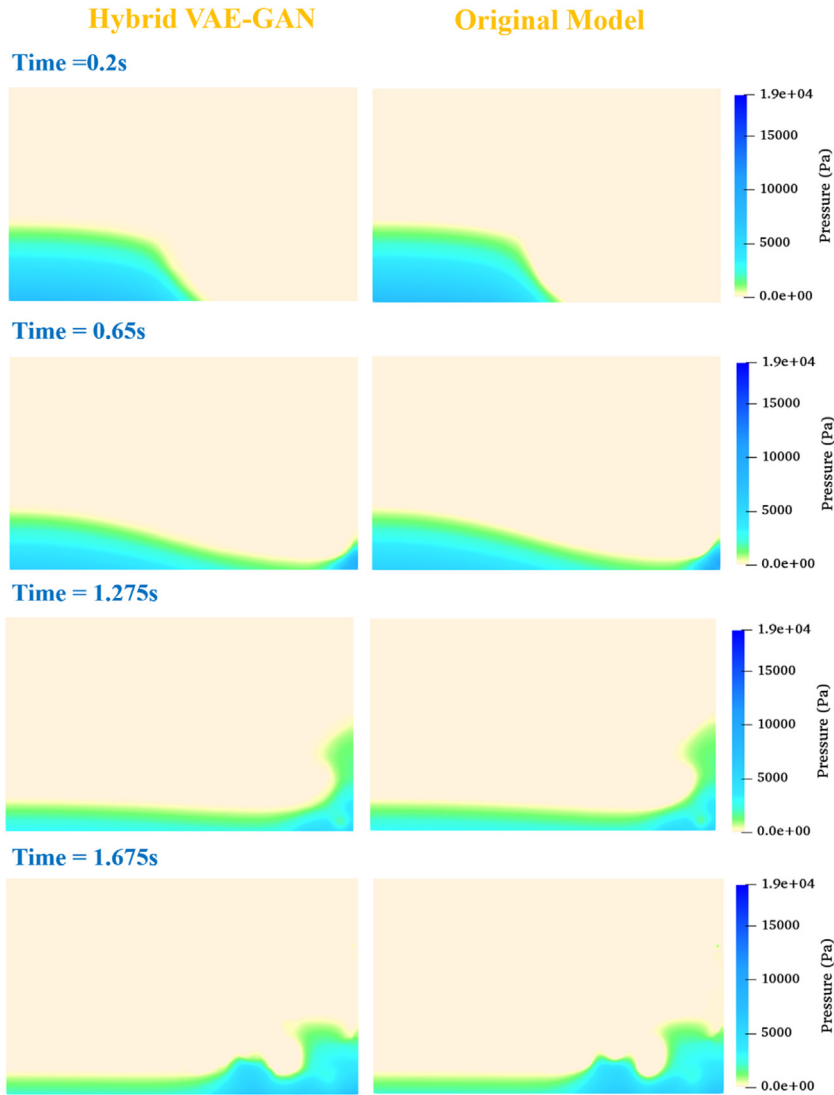 Hybrid VAE-GAN Original Model
Time =0.2s
1.9e+04
15000
10000
5000
0.0e+00
Pressure (Pa)
Time = 0.65s
1.9e+04
15000
10000
5000
0.0e+00
Pressure (Pa)
Time = 1.275s
1.9e+04
15000
10000
5000
0.0e+00
Pressure (Pa)
Time = 1.675s
1.9e+04
15000
10000
5000
0.0e+00
Pressure (Pa)